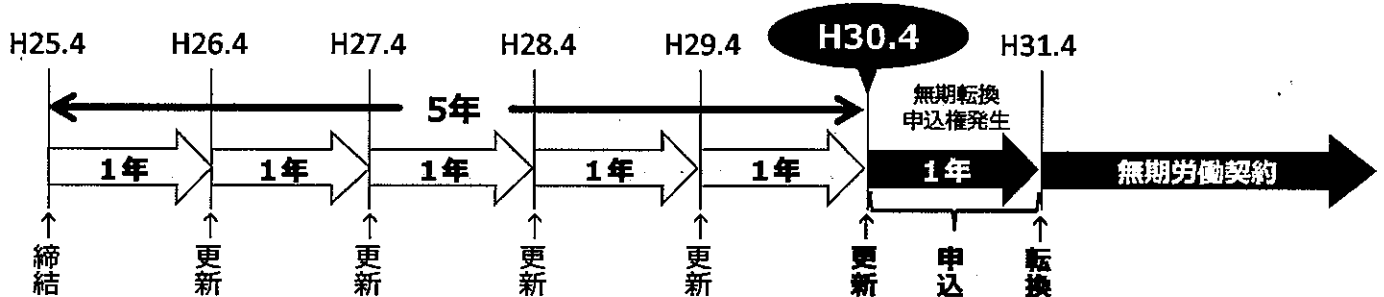 H25.4 H26.4 H27.4 H28.4 H29.4 H30.4 H31.4
5年
無期転換
申込権発生
1年 1年 1年 1年 1年 1年 無期労働契約
↑締結 ↑更新 ↑更新 ↑更新 ↑更新 ↑更新 申込 ↑転換